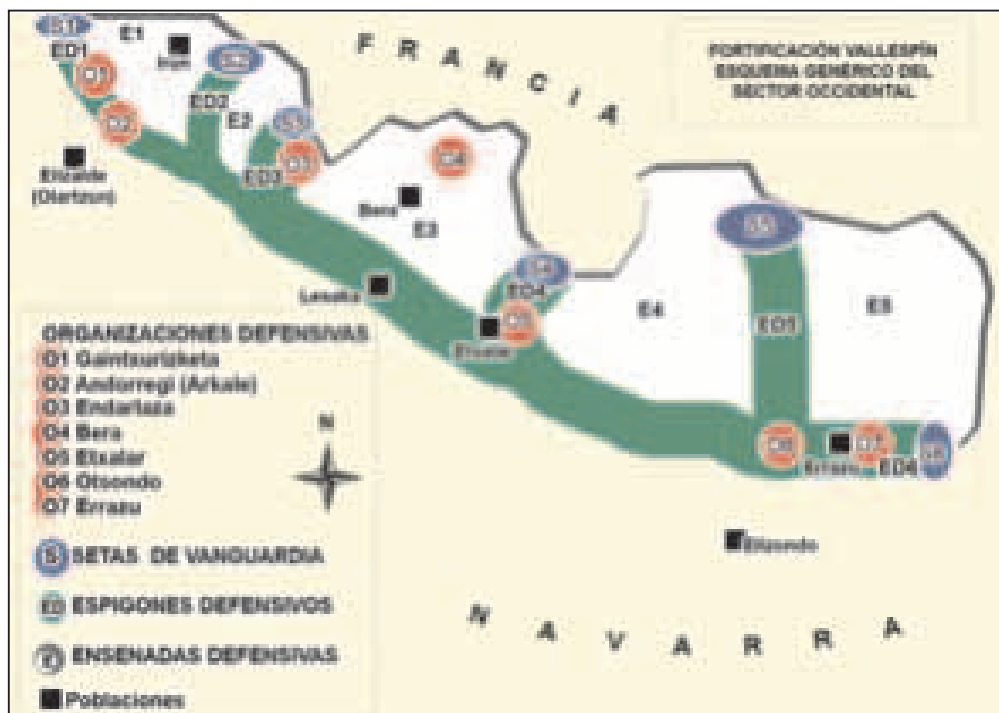 FRANCIA
FORTIFICACIÓN VALLESPÍN
ESQUEMA GENÉRICO DEL
SECTOR OCCIDENTAL
S1
E1
ED1
Irun
O1
S2
ED2
O2
E2
S3
ED3
O3
O4
Elizalde
(Oiartzun)
Bera
E3
S4
ED4
Lesaka
O5
Etxalar
E4
S5
ED5
E5
O6
Errazu
O7
ED6
S6
ORGANIZACIONES DEFENSIVAS
O1 Gaintxurizketa
O2 Andorregi (Arkale)
O3 Endarlaza
O4 Bera
O5 Etxalar
O6 Otsondo
O7 Errazu
N
S SETAS DE VANGUARDIA
ED ESPIGONES DEFENSIVOS
E ENSENADAS DEFENSIVAS
Poblaciones
Elizondo
NAVARRA